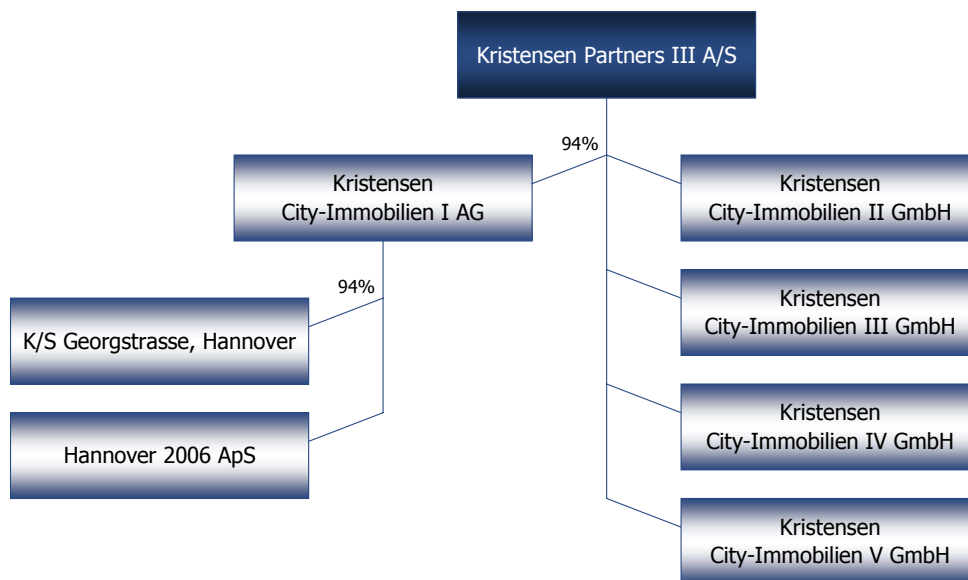 Kristensen Partners III A/S
94%
Kristensen
City-Immobilien I AG
Kristensen
City-Immobilien II GmbH
94%
K/S Georgstrasse, Hannover
Kristensen
City-Immobilien III GmbH
Hannover 2006 ApS
Kristensen
City-Immobilien IV GmbH
Kristensen
City-Immobilien V GmbH